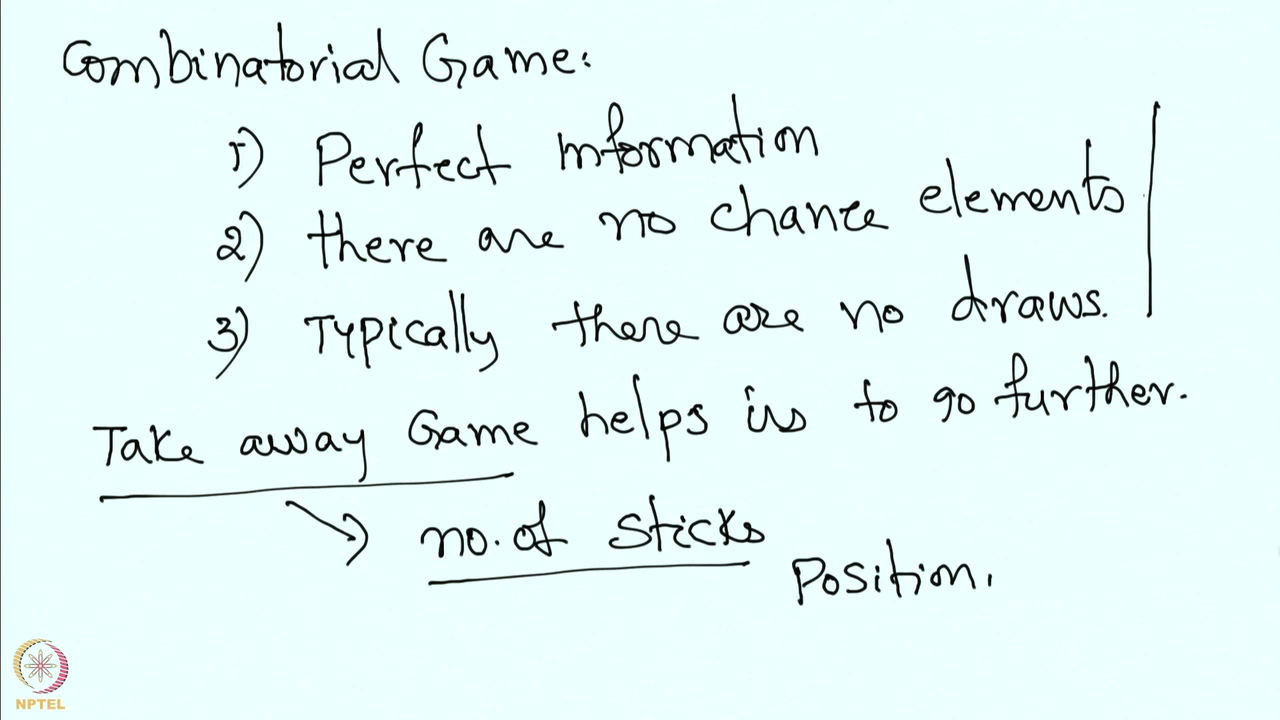 Combinatorial Game:
1) Perfect information
2) there are no chance elements
3) Typically there are no draws.
Take away Game helps us to go further.
→ no. of sticks
Position.
NPTEL